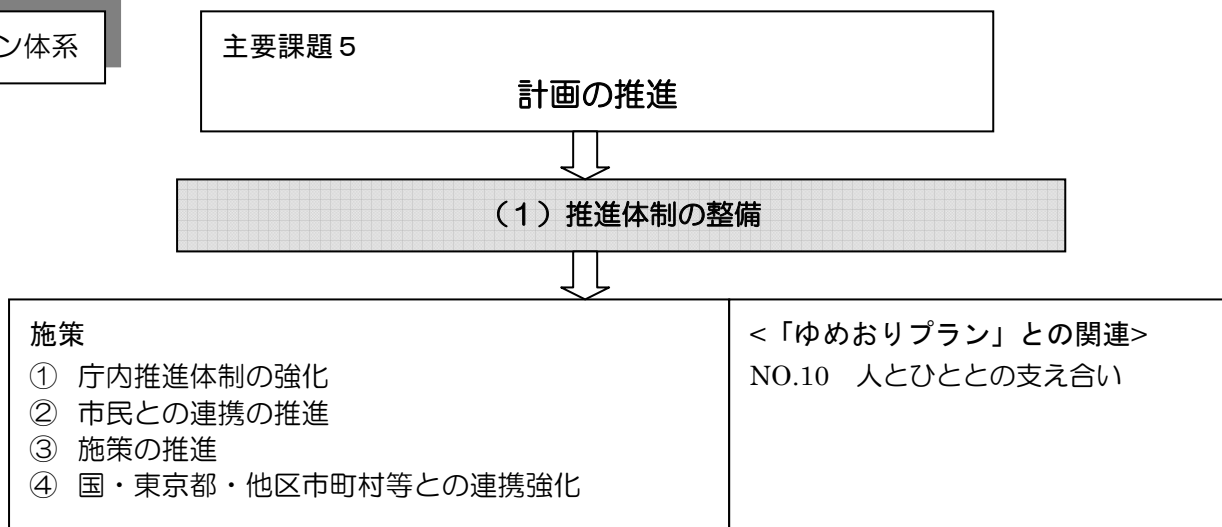 ン体系
主要課題５
計画の推進
（１）推進体制の整備
施策
① 庁内推進体制の強化
② 市民との連携の推進
③ 施策の推進
④ 国・東京都・他区市町村等との連携強化
<「ゆめおりプラン」との関連>
NO.10　人とひととの支え合い